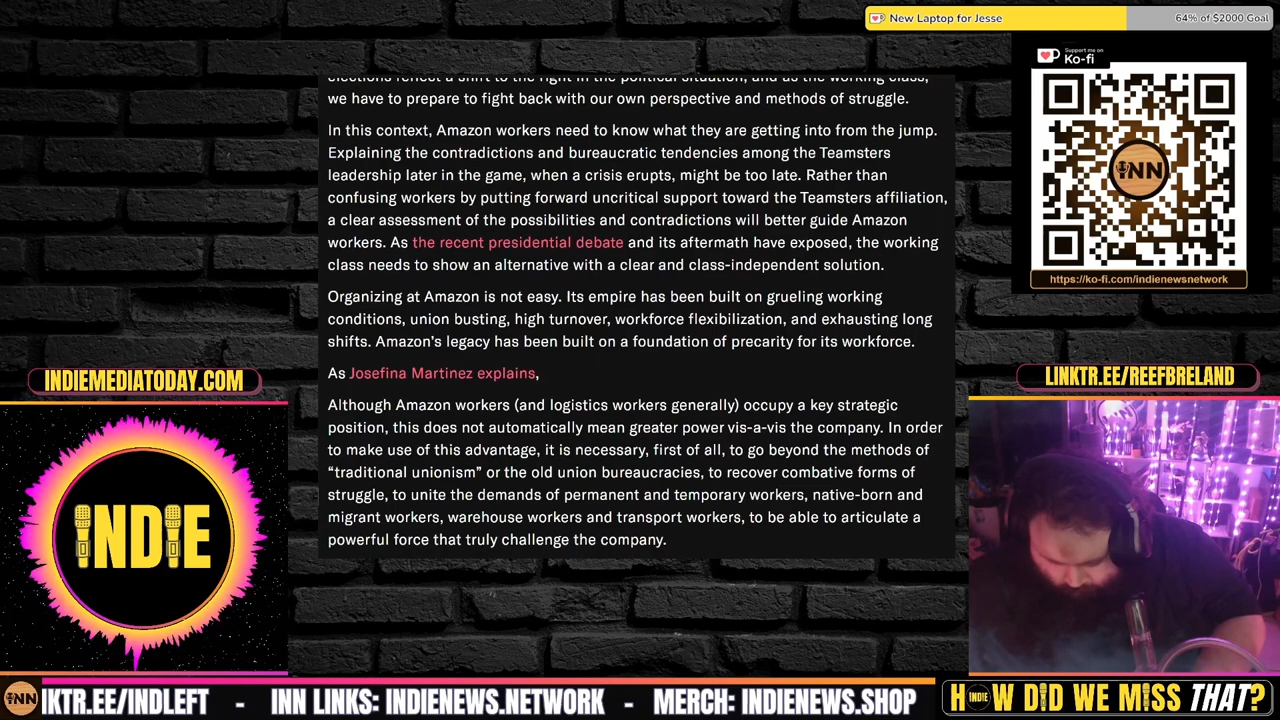 New Laptop for Jesse
64% of $2000 Goal
Support me on
Ko-fi
elections reflect a shift to the right in the political situation, and as the working class,
we have to prepare to fight back with our own perspective and methods of struggle.
In this context, Amazon workers need to know what they are getting into from the jump.
Explaining the contradictions and bureaucratic tendencies among the Teamsters
leadership later in the game, when a crisis erupts, might be too late. Rather than
confusing workers by putting forward uncritical support toward the Teamsters affiliation,
a clear assessment of the possibilities and contradictions will better guide Amazon
workers. As the recent presidential debate and its aftermath have exposed, the working
class needs to show an alternative with a clear and class-independent solution.
INN
https://ko-fi.com/indienewsnetwork
Organizing at Amazon is not easy. Its empire has been built on grueling working
conditions, union busting, high turnover, workforce flexibilization, and exhausting long
shifts. Amazon's legacy has been built on a foundation of precarity for its workforce.
As Josefina Martinez explains,
Although Amazon workers (and logistics workers generally) occupy a key strategic
position, this does not automatically mean greater power vis-a-vis the company. In order
to make use of this advantage, it is necessary, first of all, to go beyond the methods of
“traditional unionism” or the old union bureaucracies, to recover combative forms of
struggle, to unite the demands of permanent and temporary workers, native-born and
migrant workers, warehouse workers and transport workers, to be able to articulate a
powerful force that truly challenge the company.
INDIEMEDIATODAY.COM
LINKTR.EE/REEFBRELAND
INDIE
INN
IKTR.EE/INDLEFT - INN LINKS: INDIENEWS.NETWORK - MERCH: INDIENEWS.SHOP
HOW DID WE MISS THAT?